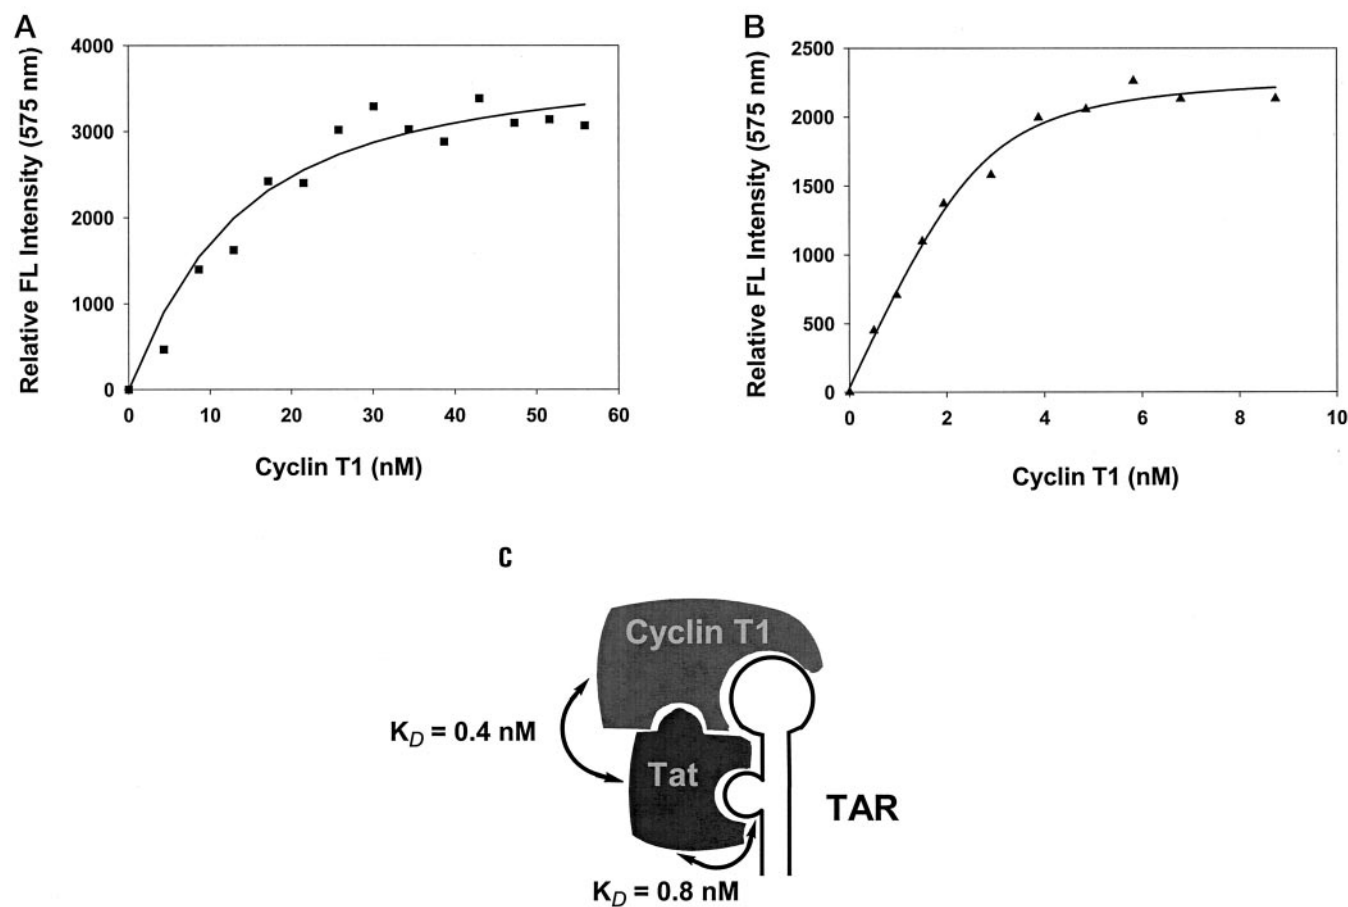 A
Relative FL Intensity (575 nm)
4000
3000
2000
1000
0
0 10 20 30 40 50 60
Cyclin T1 (nM)
B
Relative FL Intensity (575 nm)
2500
2000
1500
1000
500
0
0 2 4 6 8 10
Cyclin T1 (nM)
C
Cyclin T1
K_D = 0.4 nM
Tat
TAR
K_D = 0.8 nM